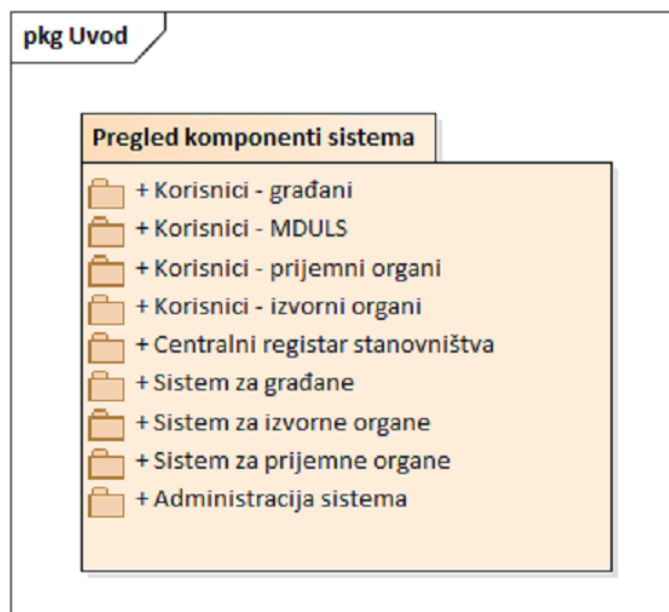 pkg Uvod
Pregled komponenti sistema
+ Korisnici - građani
+ Korisnici - MDULS
+ Korisnici - prijemni organi
+ Korisnici - izvorni organi
+ Centralni registar stanovništva
+ Sistem za građane
+ Sistem za izvorne organe
+ Sistem za prijemne organe
+ Administracija sistema